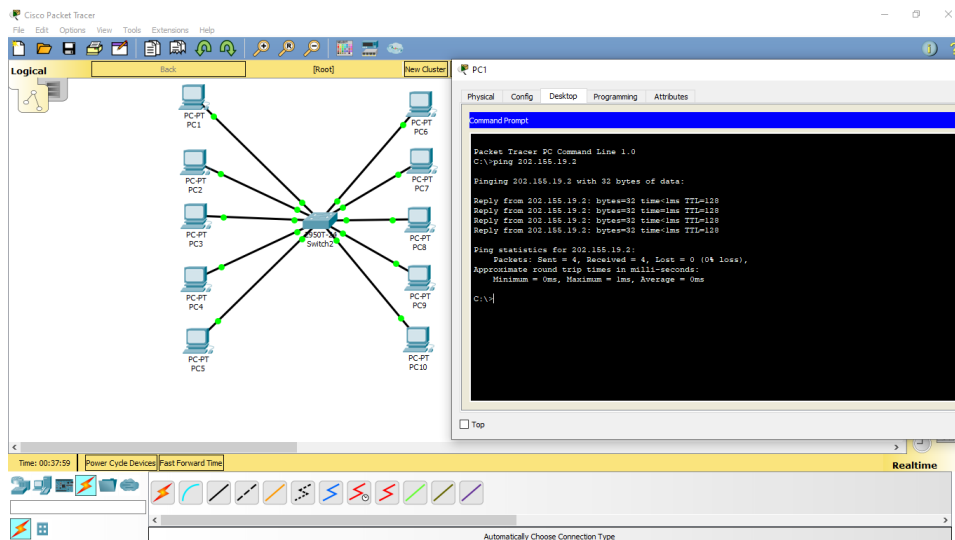 Cisco Packet Tracer
File Edit Options View Tools Extensions Help
Logical
Back
[Root]
New Cluster
PC-PT
PC1
PC-PT
PC2
PC-PT
PC3
PC-PT
PC4
PC-PT
PC5
PC-PT
PC6
PC-PT
PC7
PC-PT
PC8
PC-PT
PC9
PC-PT
PC10
2950T-24
Switch2
PC1
Physical Config Desktop Programming Attributes
Command Prompt
Packet Tracer PC Command Line 1.0
C:\>ping 202.155.19.2
Pinging 202.155.19.2 with 32 bytes of data:
Reply from 202.155.19.2: bytes=32 time<1ms TTL=128
Reply from 202.155.19.2: bytes=32 time=1ms TTL=128
Reply from 202.155.19.2: bytes=32 time<1ms TTL=128
Reply from 202.155.19.2: bytes=32 time<1ms TTL=128
Ping statistics for 202.155.19.2:
Packets: Sent = 4, Received = 4, Lost = 0 (0% loss),
Approximate round trip times in milli-seconds:
Minimum = 0ms, Maximum = 1ms, Average = 0ms
C:\>
Top
Time: 00:37:59
Power Cycle Devices
Fast Forward Time
Realtime
Automatically Choose Connection Type